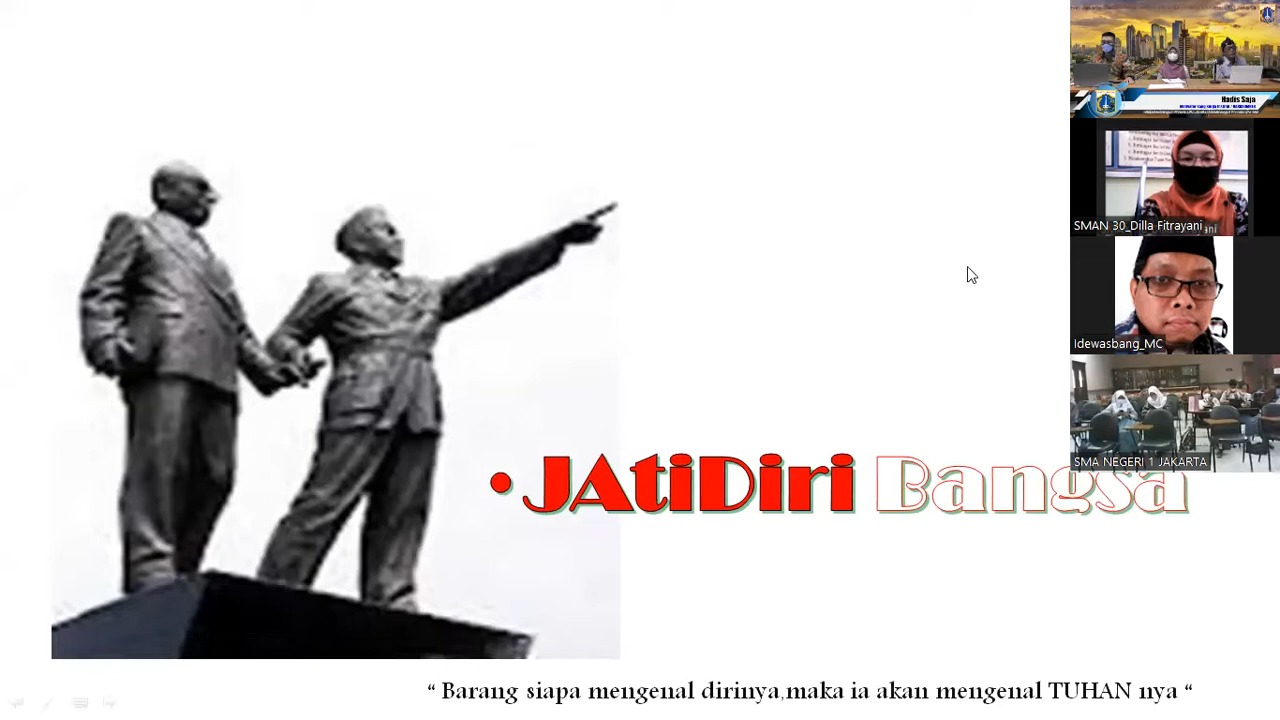 • JAtiDiri Bangsa
“ Barang siapa mengenal dirinya,maka ia akan mengenal TUHAN nya “
Hadis Saja
SMAN 30_Dilla Fitrayani
Idewasbang_MC
SMA NEGERI 1 JAKARTA